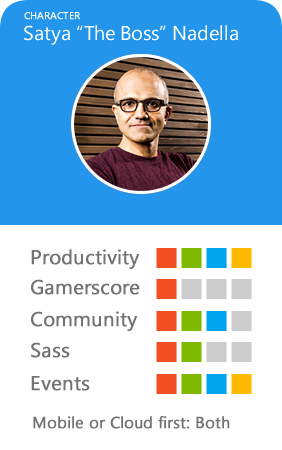 CHARACTER
Satya “The Boss” Nadella
Productivity
Gamerscore
Community
Sass
Events
Mobile or Cloud first: Both